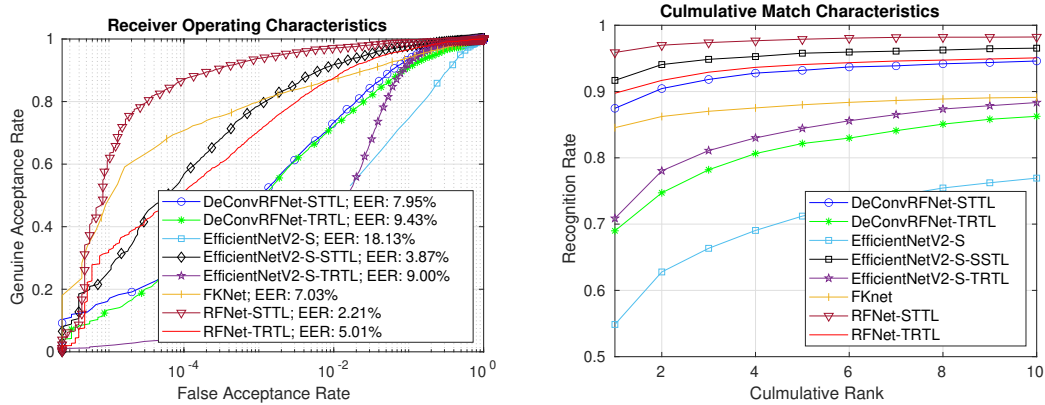 Receiver Operating Characteristics
Genuine Acceptance Rate
1
0.8
0.6
0.4
0.2
0
DeConvRFNet-STTL; EER: 7.95%
DeConvRFNet-TRTL; EER: 9.43%
EfficientNetV2-S; EER: 18.13%
EfficientNetV2-S-STTL; EER: 3.87%
EfficientNetV2-S-TRTL; EER: 9.00%
FKNet; EER: 7.03%
RFNet-STTL; EER: 2.21%
RFNet-TRTL; EER: 5.01%
10-4 10-2 100
False Acceptance Rate
Culmulative Match Characteristics
Recognition Rate
1
0.9
0.8
0.7
0.6
0.5
DeConvRFNet-STTL
DeConvRFNet-TRTL
EfficientNetV2-S
EfficientNetV2-S-SSTL
EfficientNetV2-S-TRTL
FKnet
RFNet-STTL
RFNet-TRTL
2 4 6 8 10
Culmulative Rank